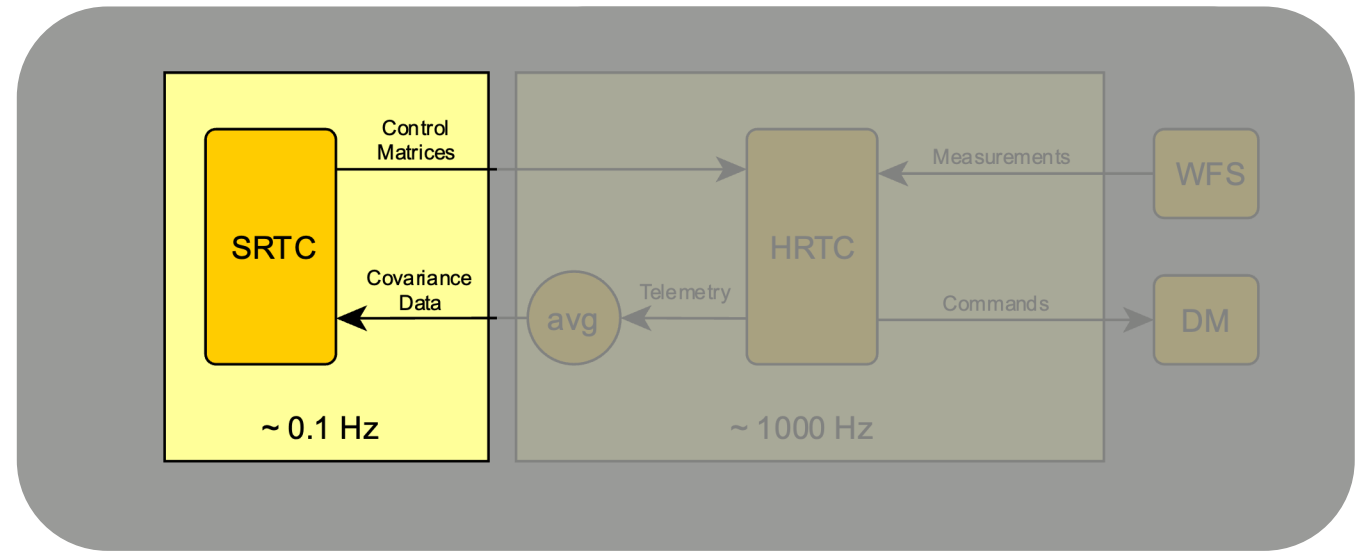 Control
Matrices
Measurements
WFS
SRTC
HRTC
Covariance
Data
Telemetry
avg
Commands
DM
~ 0.1 Hz
~ 1000 Hz